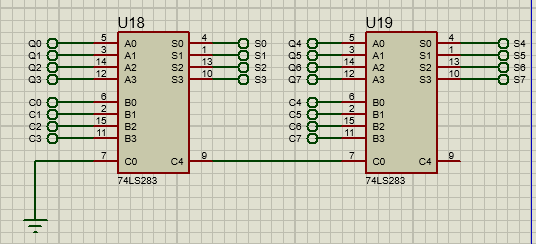 U18
U19
Q0 5 A0 S0 4 S0
Q1 3 A1 S1 1 S1
Q2 14 A2 S2 13 S2
Q3 12 A3 S3 10 S3
C0 6 B0
C1 2 B1
C2 15 B2
C3 11 B3
7 C0 C4 9
74LS283
Q4 5 A0 S0 4 S4
Q5 3 A1 S1 1 S5
Q6 14 A2 S2 13 S6
Q7 12 A3 S3 10 S7
C4 6 B0
C5 2 B1
C6 15 B2
C7 11 B3
7 C0 C4 9
74LS283